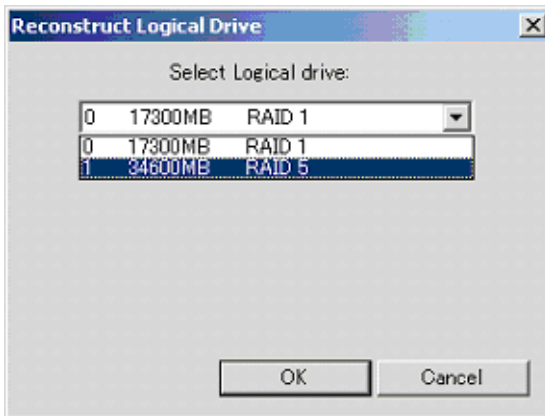 Reconstruct Logical Drive
Select Logical drive:
0 17300MB RAID 1
0 17300MB RAID 1
1 34600MB RAID 5
OK Cancel